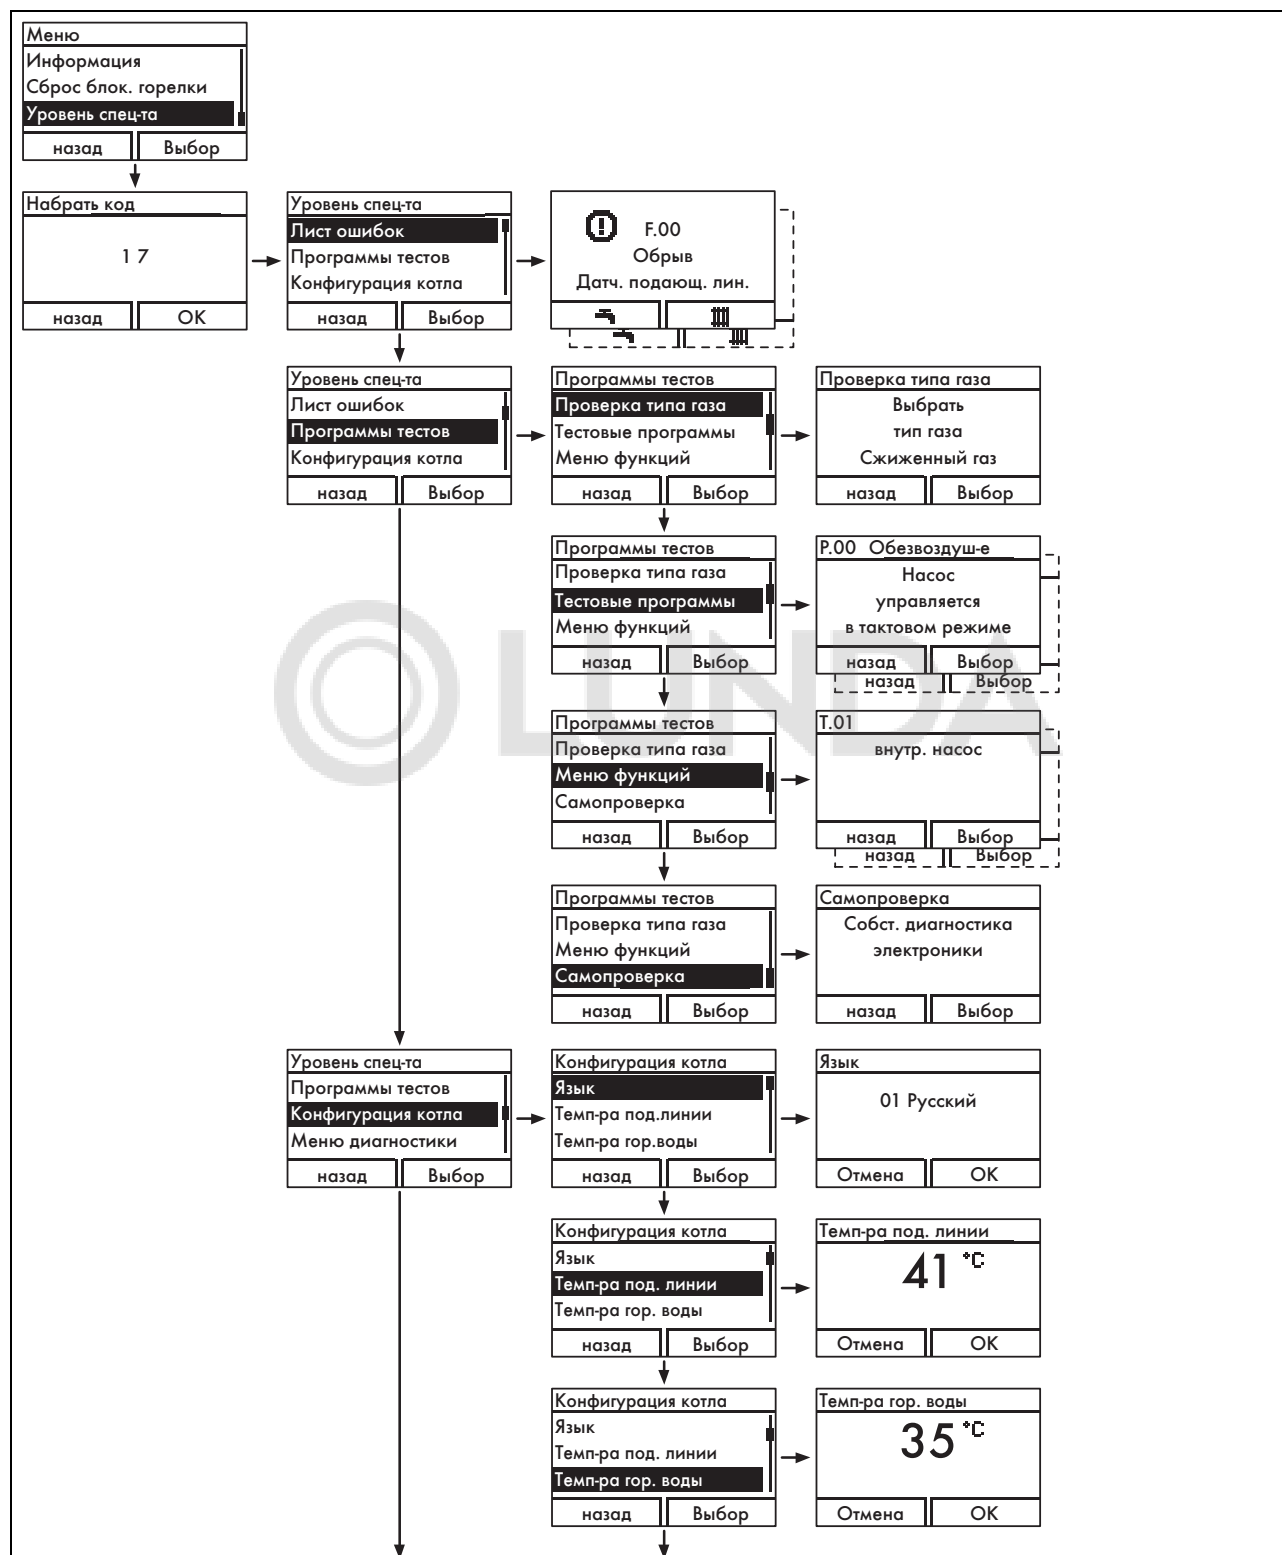 Меню
Информация
Сброс блок. горелки
Уровень спец-та
назад Выбор
Набрать код
1 7
назад ОК
Уровень спец-та
Лист ошибок
Программы тестов
Конфигурация котла
назад Выбор
F.00
Обрыв
Датч. подающ. лин.
Уровень спец-та
Лист ошибок
Программы тестов
Конфигурация котла
назад Выбор
Программы тестов
Проверка типа газа
Тестовые программы
Меню функций
назад Выбор
Проверка типа газа
Выбрать
тип газа
Сжиженный газ
назад Выбор
Программы тестов
Проверка типа газа
Тестовые программы
Меню функций
назад Выбор
P.00 Обезвоздуш-е
Насос
управляется
в тактовом режиме
назад Выбор
назад Выбор
LUNDA
Программы тестов
Проверка типа газа
Меню функций
Самопроверка
назад Выбор
T.01
внутр. насос
назад Выбор
назад Выбор
Программы тестов
Проверка типа газа
Меню функций
Самопроверка
назад Выбор
Самопроверка
Собст. диагностика
электроники
назад Выбор
Уровень спец-та
Программы тестов
Конфигурация котла
Меню диагностики
назад Выбор
Конфигурация котла
Язык
Темп-ра под.линии
Темп-ра гор.воды
назад Выбор
Язык
01 Русский
Отмена ОК
Конфигурация котла
Язык
Темп-ра под. линии
Темп-ра гор. воды
назад Выбор
Темп-ра под. линии
41 °C
Отмена ОК
Конфигурация котла
Язык
Темп-ра под. линии
Темп-ра гор. воды
назад Выбор
Темп-ра гор. воды
35 °C
Отмена ОК